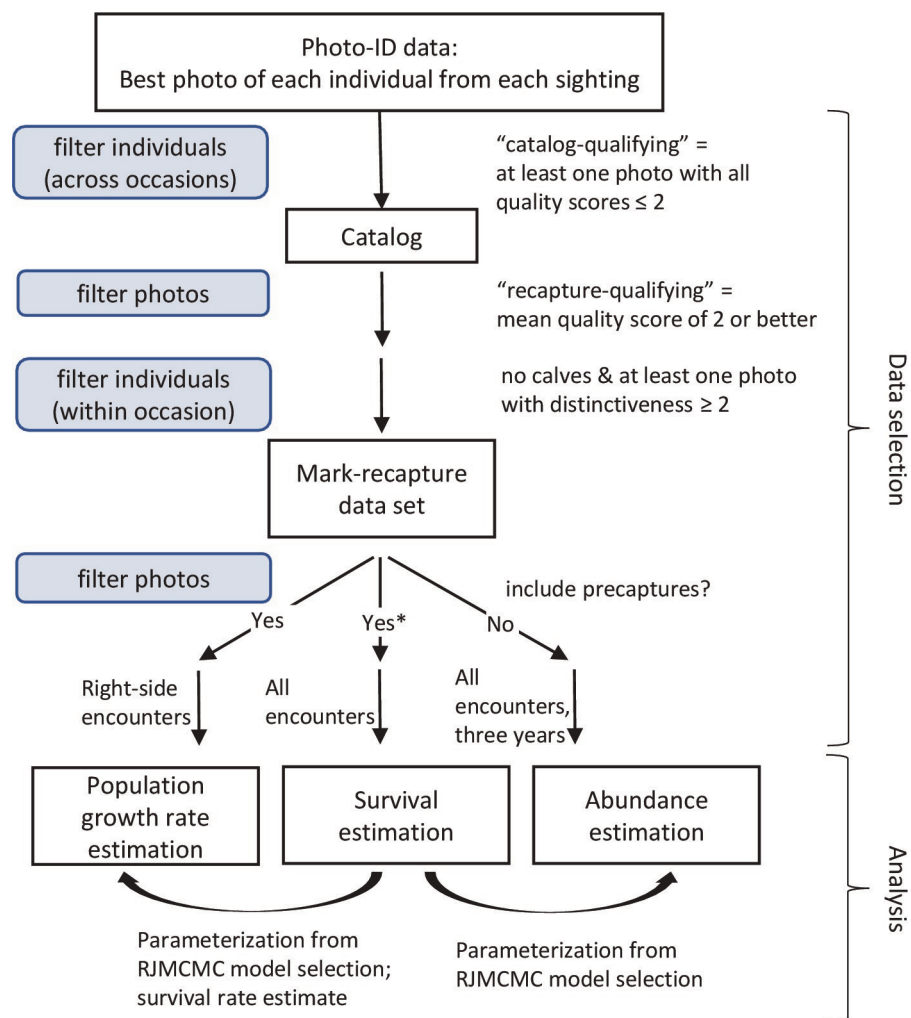 Photo-ID data:
Best photo of each individual from each sighting
filter individuals
(across occasions)
“catalog-qualifying” =
at least one photo with all
quality scores ≤ 2
Catalog
filter photos
“recapture-qualifying” =
mean quality score of 2 or better
filter individuals
(within occasion)
no calves & at least one photo
with distinctiveness ≥ 2
Mark-recapture
data set
filter photos
include precaptures?
Yes
Yes*
No
Right-side
encounters
All
encounters
All
encounters,
three years
Data selection
Population
growth rate
estimation
Survival
estimation
Abundance
estimation
Parameterization from
RJMCMC model selection;
survival rate estimate
Parameterization from
RJMCMC model selection
Analysis